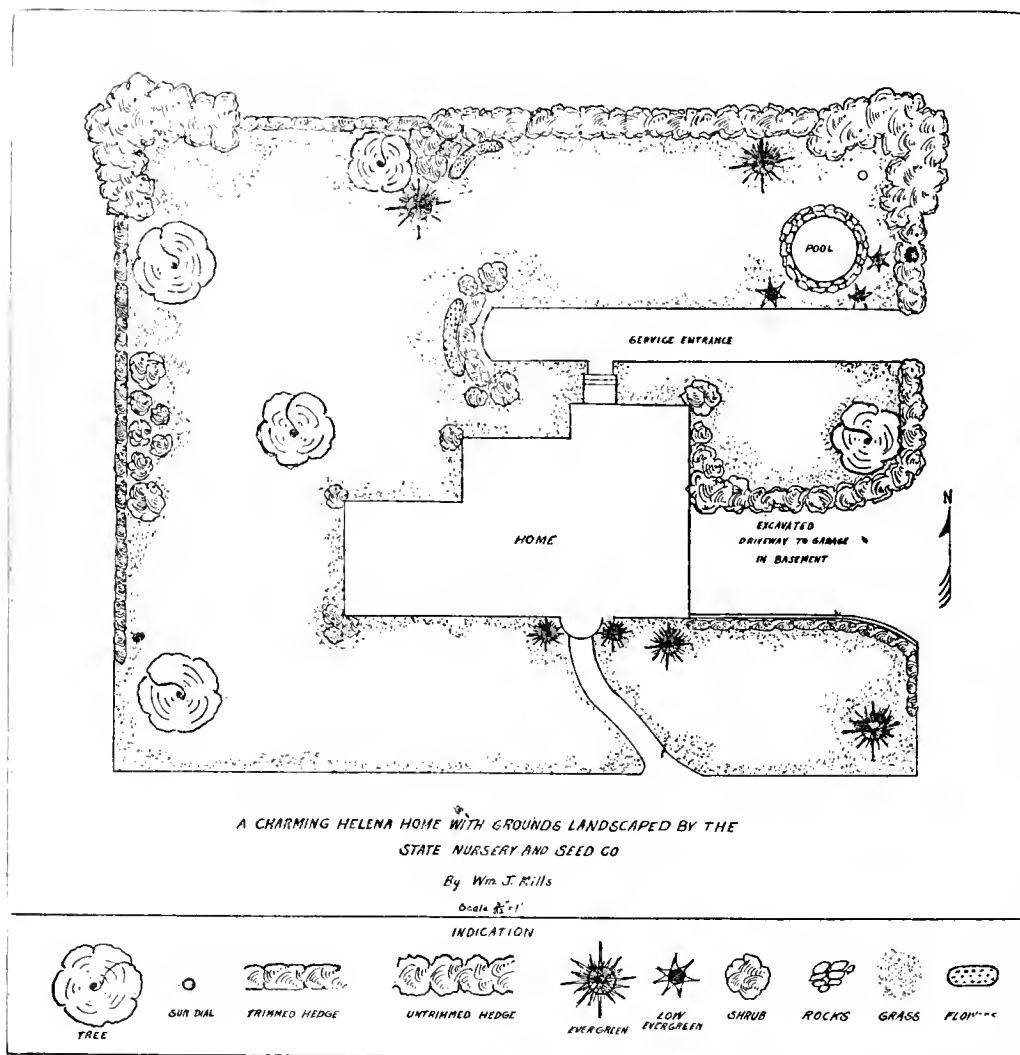 POOL
SERVICE ENTRANCE
N
EXCAVATED
DRIVEWAY TO GARAGE
IN BASEMENT
HOME
A CHARMING HELENA HOME WITH GROUNDS LANDSCAPED BY THE
STATE NURSERY AND SEED CO
By Wm. J. Mills
Scale = 1'
INDICATION
TREE
SUN DIAL
TRIMMED HEDGE
UNTRIMMED HEDGE
EVERGREEN
LOW
EVERGREEN
SHRUB
ROCKS
GRASS